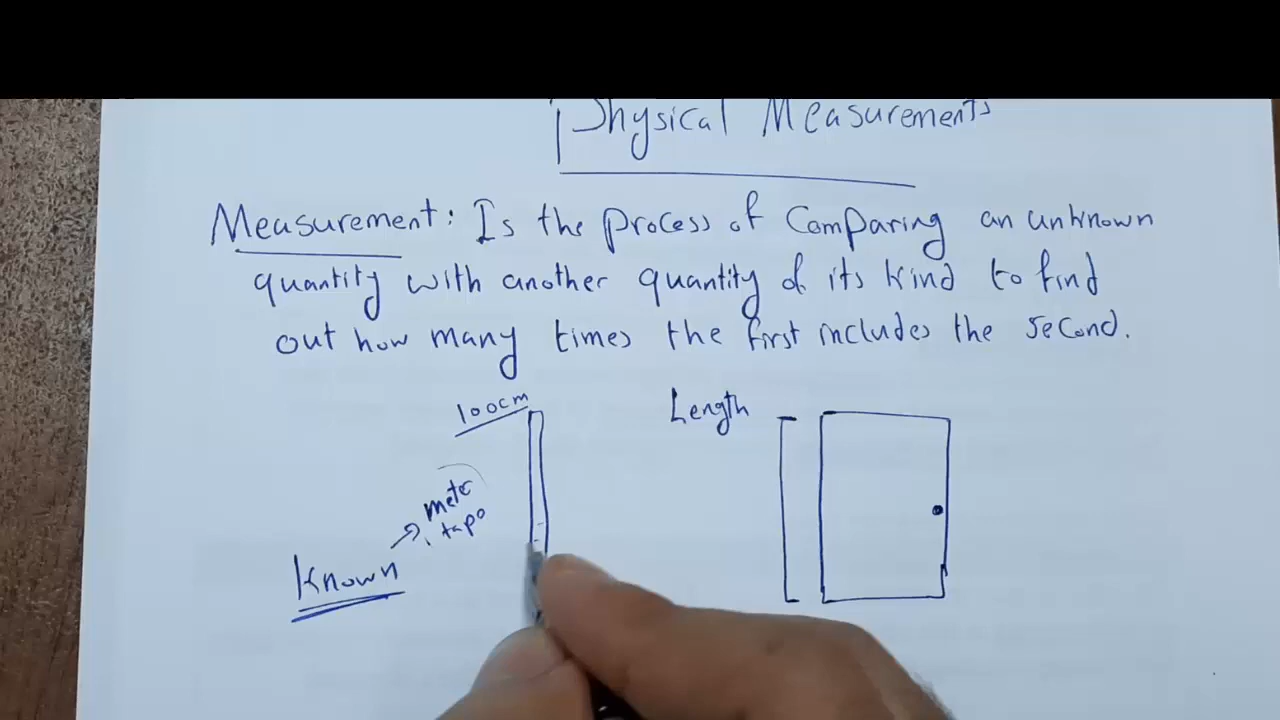 Physical Measurements
Measurement: Is the process of Comparing an unknown
quantity with another quantity of its kind to find
out how many times the first includes the second.
100cm
Length
mete
tape
Known